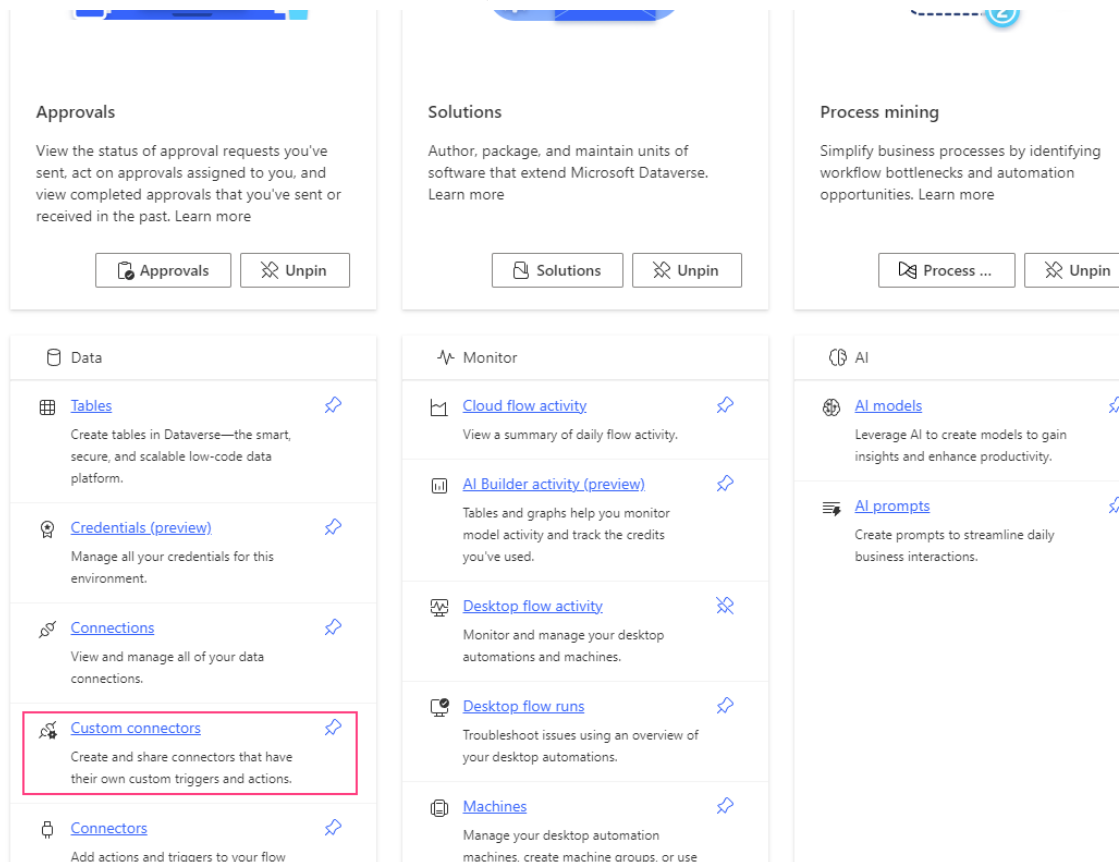 Approvals
View the status of approval requests you've
sent, act on approvals assigned to you, and
view completed approvals that you've sent or
received in the past. Learn more
Approvals
Unpin
Solutions
Author, package, and maintain units of
software that extend Microsoft Dataverse.
Learn more
Solutions
Unpin
2
Process mining
Simplify business processes by identifying
workflow bottlenecks and automation
opportunities. Learn more
Process ...
Unpin
Data
Tables
Create tables in Dataverse—the smart,
secure, and scalable low-code data
platform.
Credentials (preview)
Manage all your credentials for this
environment.
Connections
View and manage all of your data
connections.
Custom connectors
Create and share connectors that have
their own custom triggers and actions.
Connectors
Add actions and triggers to your flow
Monitor
Cloud flow activity
View a summary of daily flow activity.
AI Builder activity (preview)
Tables and graphs help you monitor
model activity and track the credits
you've used.
Desktop flow activity
Monitor and manage your desktop
automations and machines.
Desktop flow runs
Troubleshoot issues using an overview of
your desktop automations.
Machines
Manage your desktop automation
machines, create machine groups, or use
AI
AI models
Leverage AI to create models to gain
insights and enhance productivity.
AI prompts
Create prompts to streamline daily
business interactions.